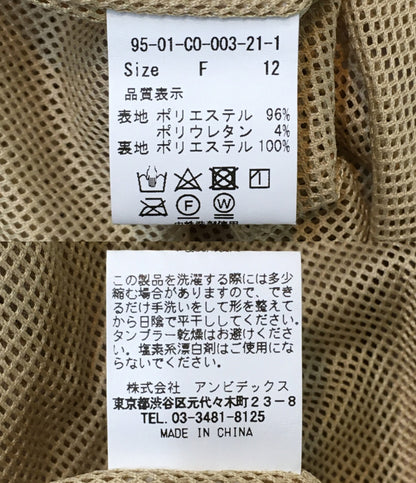 95-01-CO-003-21-1
Size F 12
品質表示
表地 ポリエステル 96%
ポリウレタン 4%
裏地 ポリエステル 100%
F W
この製品を洗濯する際には多少
縮む場合がありますので、でき
るだけ手洗いをして形を整えて
から日陰で平干ししてください。
タンブラー乾燥はお避けくださ
い。塩素系漂白剤はご使用にな
らないでください。
株式会社 アンビデックス
東京都渋谷区元代々木町23-8
TEL. 03-3481-8125
MADE IN CHINA